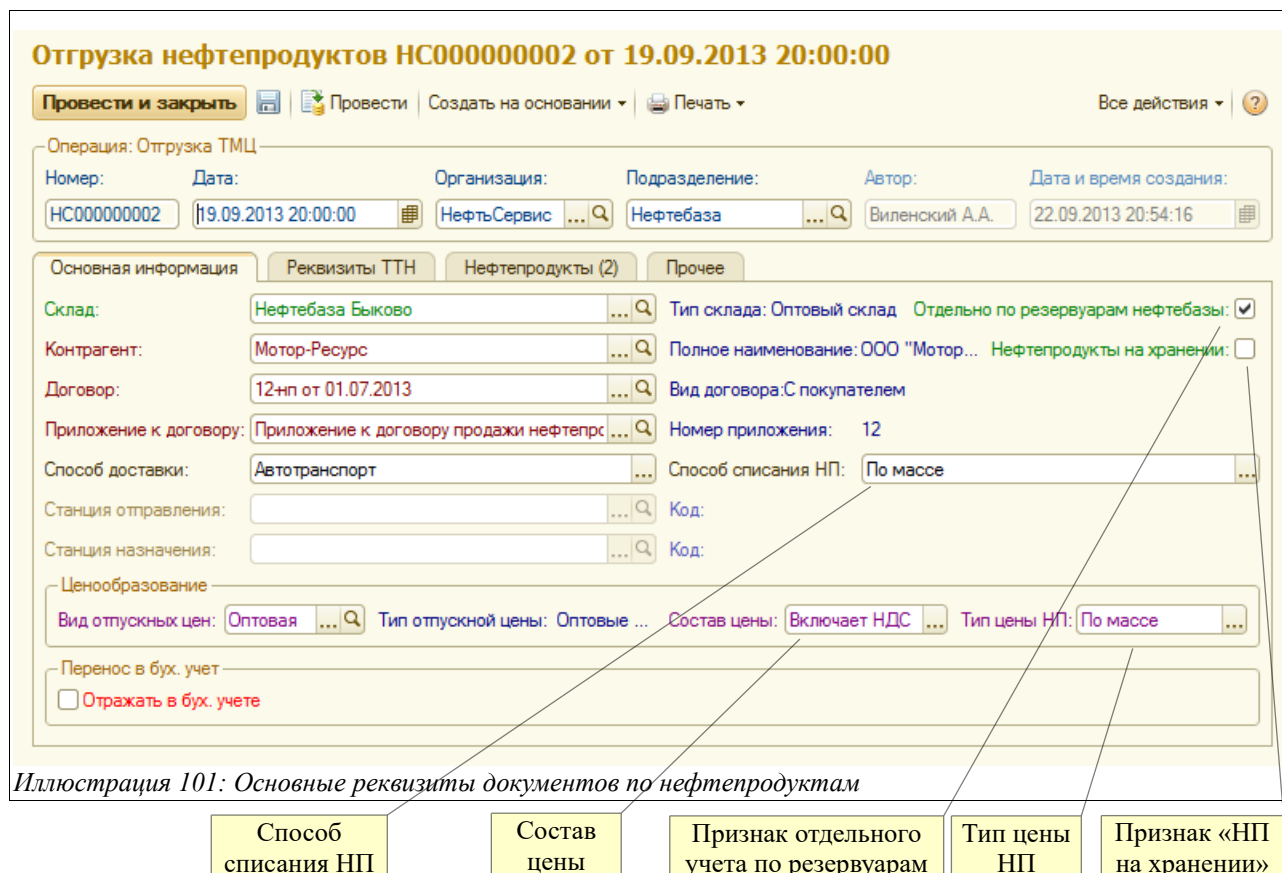 Отгрузка нефтепродуктов НС000000002 от 19.09.2013 20:00:00
Провести и закрыть Провести Создать на основании Печать Все действия ?
Операция: Отгрузка ТМЦ
Номер: Дата: Организация: Подразделение: Автор: Дата и время создания:
НС000000002 19.09.2013 20:00:00 НефтьСервис ... Нефтебаза ... Виленский А.А. 22.09.2013 20:54:16
Основная информация Реквизиты ТТН Нефтепродукты (2) Прочее
Склад: Нефтебаза Быково ... Тип склада: Оптовый склад Отдельно по резервуарам нефтебазы:
Контрагент: Мотор-Ресурс ... Полное наименование: ООО "Мотор... Нефтепродукты на хранении:
Договор: 12-нп от 01.07.2013 ... Вид договора:С покупателем
Приложение к договору: Приложение к договору продажи нефтепрс ... Номер приложения: 12
Способ доставки: Автотранспорт ... Способ списания НП: По массе ...
Станция отправления: ... Код:
Станция назначения: ... Код:
Ценообразование
Вид отпускных цен: Оптовая ... Тип отпускной цены: Оптовые ... Состав цены: Включает НДС ... Тип цены НП: По массе ...
Перенос в бух. учет
Отражать в бух. учете
Иллюстрация 101: Основные реквизиты документов по нефтепродуктам
Способ
списания НП
Состав
цены
Признак отдельного
учета по резервуарам
Тип цены
НП
Признак «НП
на хранении»